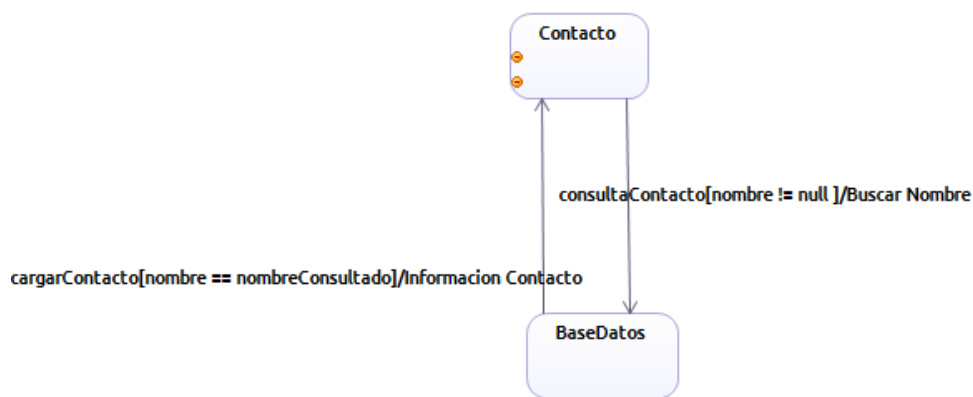 Contacto
consultaContacto[nombre != null ]/Buscar Nombre
cargarContacto[nombre == nombreConsultado]/Informacion Contacto
BaseDatos